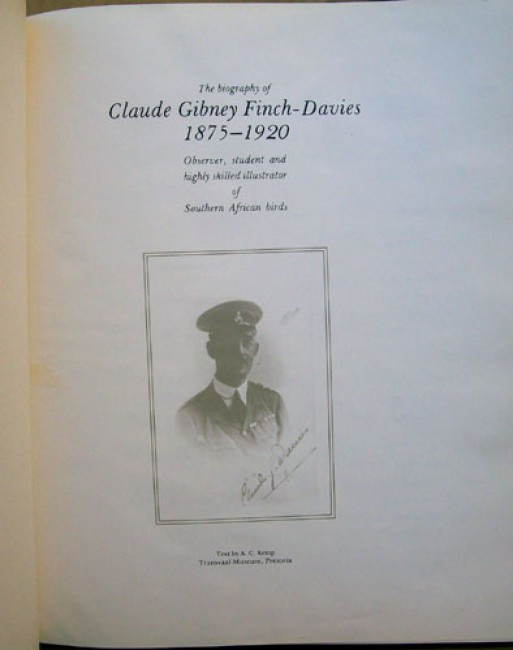 The biography of
Claude Gibney Finch-Davies
1875–1920
Observer, student and
highly skilled illustrator
of
Southern African birds
Text by A. C. Kemp
Transvaal Museum, Pretoria